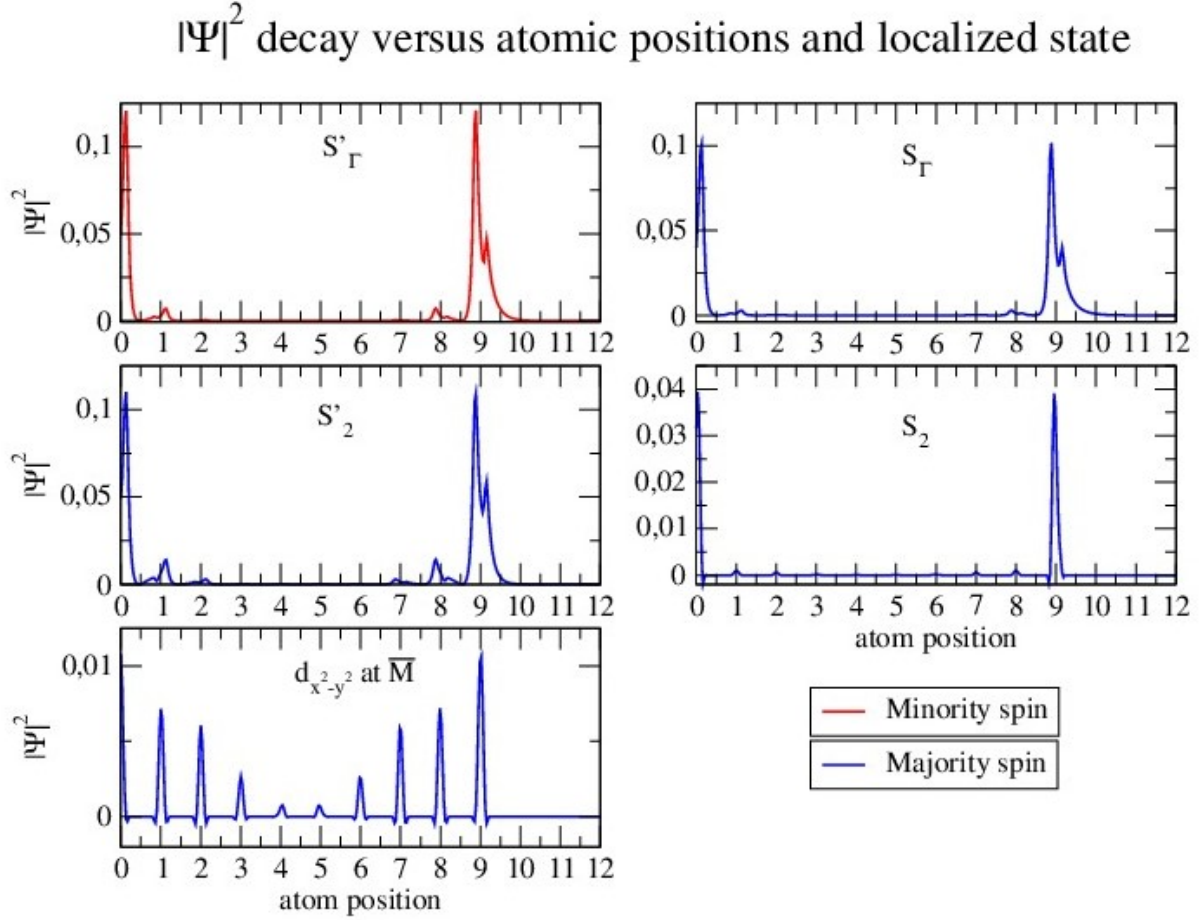 |Ψ|² decay versus atomic positions and localized state
|Ψ|²
0,1
0,05
0
S'Γ
0 1 2 3 4 5 6 7 8 9 10 11 12
0,1
0,05
0
SΓ
0 1 2 3 4 5 6 7 8 9 10 11 12
|Ψ|²
0,1
0,05
0
S'₂
0 1 2 3 4 5 6 7 8 9 10 11 12
0,04
0,03
0,02
0,01
0
S₂
0 1 2 3 4 5 6 7 8 9 10 11 12
atom position
|Ψ|²
0,01
0
dx²-y² at M̅
0 1 2 3 4 5 6 7 8 9 10 11 12
atom position
Minority spin
Majority spin